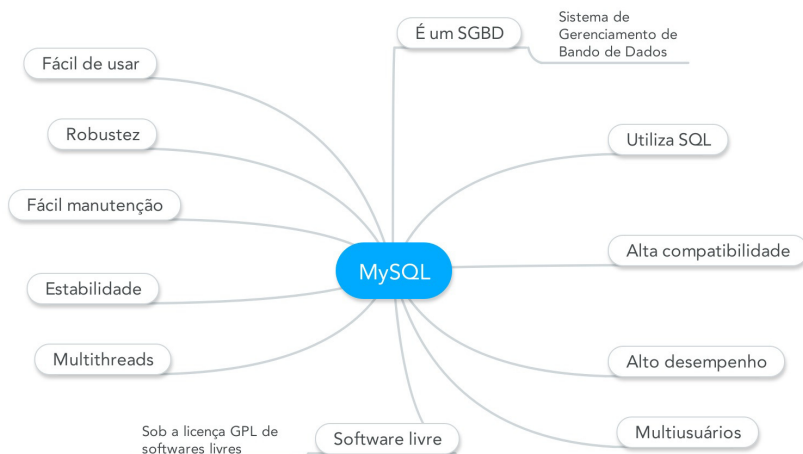 É um SGBD
Sistema de
Gerenciamento de
Bando de Dados
Fácil de usar
Robustez
Utiliza SQL
Fácil manutenção
Alta compatibilidade
MySQL
Estabilidade
Multithreads
Alto desempenho
Multiusuários
Software livre
Sob a licença GPL de
softwares livres